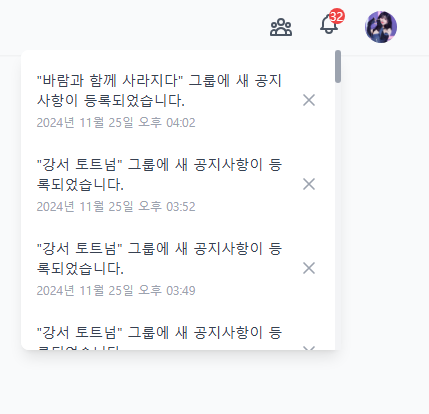 32
"바람과 함께 사라지다" 그룹에 새 공지
사항이 등록되었습니다.
2024년 11월 25일 오후 04:02
"강서 토트넘" 그룹에 새 공지사항이 등
록되었습니다.
2024년 11월 25일 오후 03:52
"강서 토트넘" 그룹에 새 공지사항이 등
록되었습니다.
2024년 11월 25일 오후 03:49
"강서 토트넘" 그룹에 새 공지사항이 등
록되었습니다.